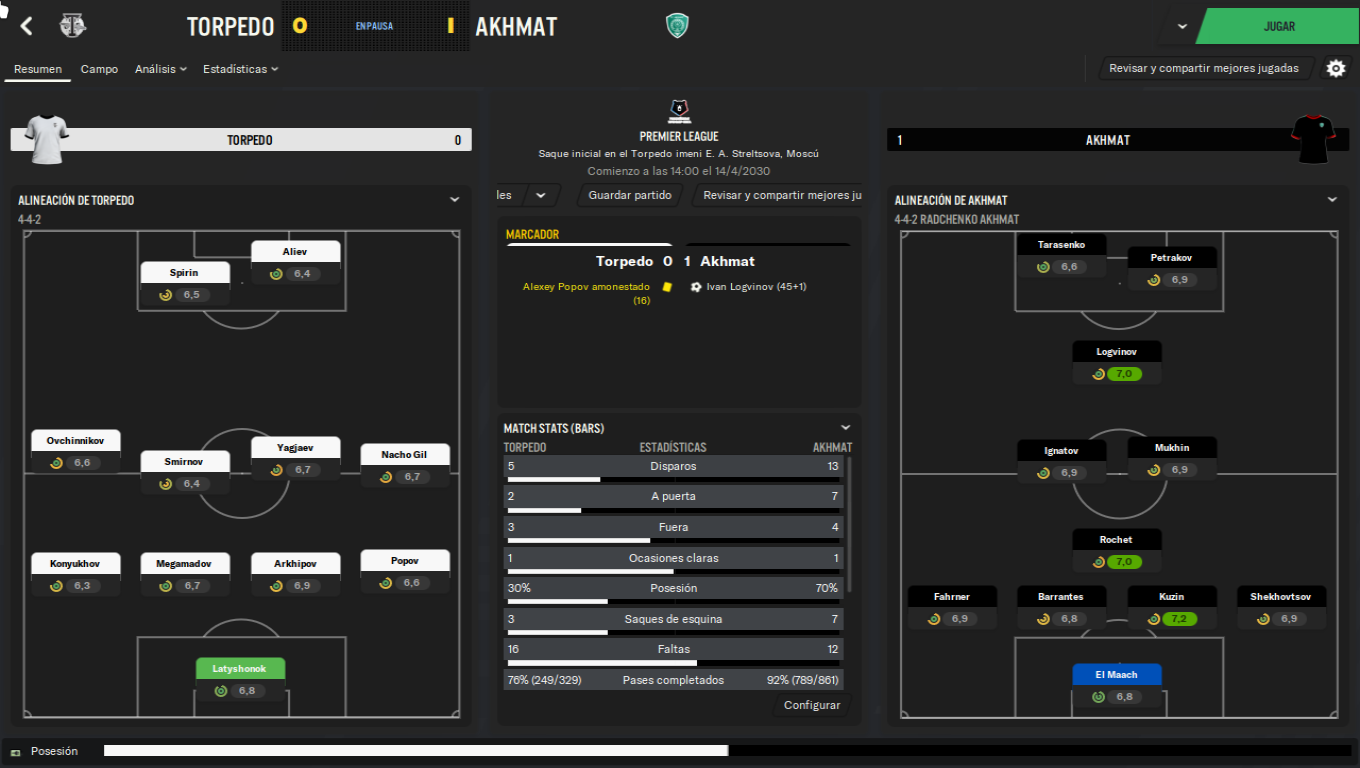 TORPEDO 0 EN PAUSA 1 AKHMAT
JUGAR
Resumen Campo Análisis Estadísticas
Revisar y compartir mejores jugadas
TORPEDO 0
ALINEACIÓN DE TORPEDO
4-4-2
Aliev
6,4
Spirin
6,5
Ovchinnikov
6,6
Smirnov
6,4
Yagjaev
6,7
Nacho Gil
6,7
Konyukhov
6,3
Megamadov
6,7
Arkhipov
6,9
Popov
6,6
Latyshonok
6,8
PREMIER LEAGUE
Saque inicial en el Torpedo imeni E. A. Streltsova, Moscú
Comienzo a las 14:00 el 14/4/2030
les
Guardar partido
Revisar y compartir mejores ju
MARCADOR
Torpedo 0 1 Akhmat
Alexey Popov amonestado
(16)
Ivan Logvinov (45+1)
MATCH STATS (BARS)
TORPEDO ESTADÍSTICAS AKHMAT
5 Disparos 13
2 A puerta 7
3 Fuera 4
1 Ocasiones claras 1
30% Posesión 70%
3 Saques de esquina 7
16 Faltas 12
76% (249/329) Pases completados 92% (789/861)
Configurar
1 AKHMAT
ALINEACIÓN DE AKHMAT
4-4-2 RADCHENKO AKHMAT
Tarasenko
6,6
Petrakov
6,9
Logvinov
7,0
Ignatov
6,9
Mukhin
6,9
Rochet
7,0
Fahrner
6,9
Barrantes
6,8
Kuzin
7,2
Shekhovtsov
6,9
El Maach
6,8
Posesión